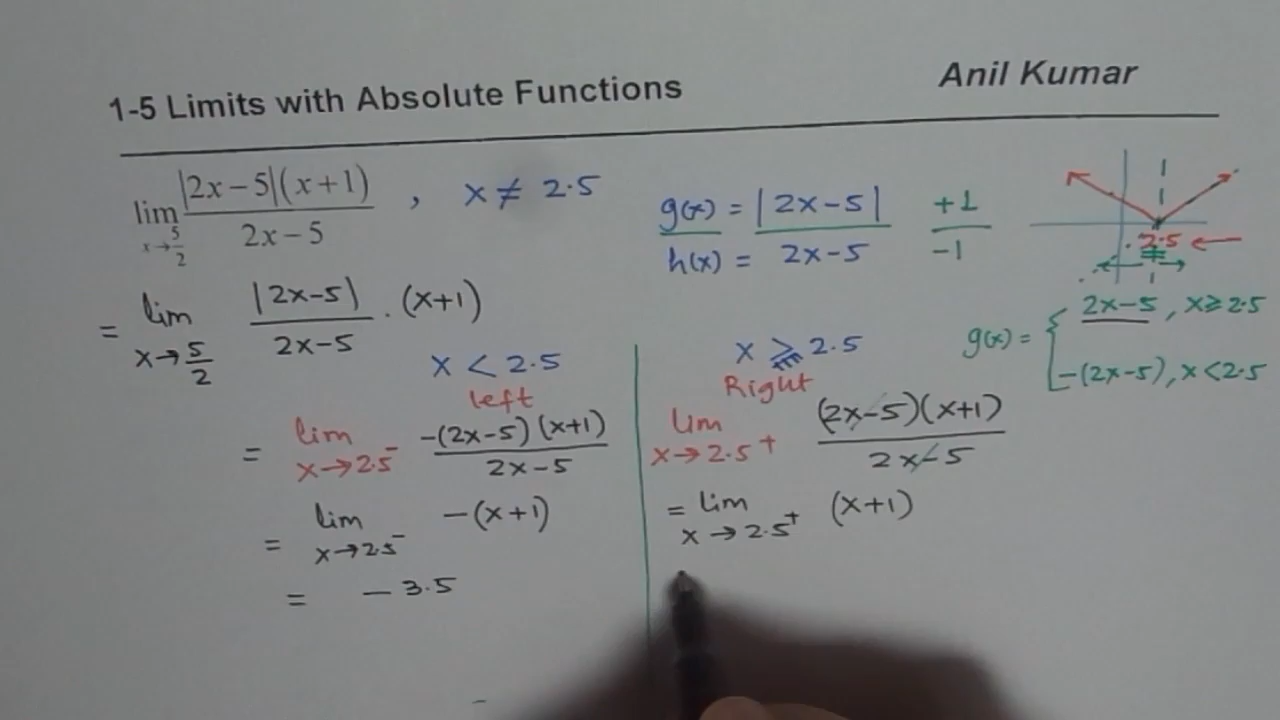 Anil Kumar
1-5 Limits with Absolute Functions
lim x→5/2 |2x-5|(x+1) / 2x-5 , x ≠ 2.5
g(x) = |2x-5| +1
h(x) = 2x-5 -1
2.5
= lim x→5/2 |2x-5| / 2x-5 . (x+1)
g(x) = { 2x-5, x≥2.5
-(2x-5), x<2.5
x < 2.5
left
= lim x→2.5⁻ -(2x-5)(x+1) / 2x-5
= lim x→2.5⁻ -(x+1)
= -3.5
x ≥ 2.5
Right
lim x→2.5⁺ (2x-5)(x+1) / 2x-5
= lim x→2.5⁺ (x+1)